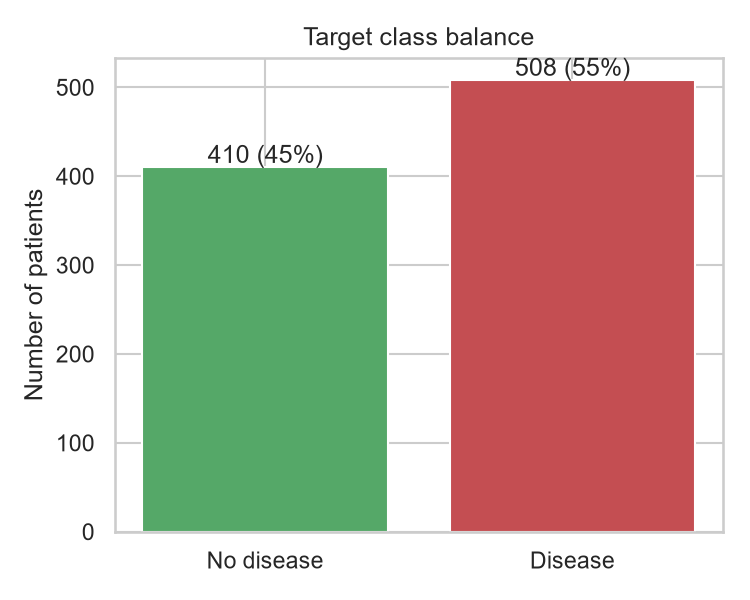 Target class balance
Number of patients
500
400
300
200
100
0
410 (45%)
508 (55%)
No disease
Disease